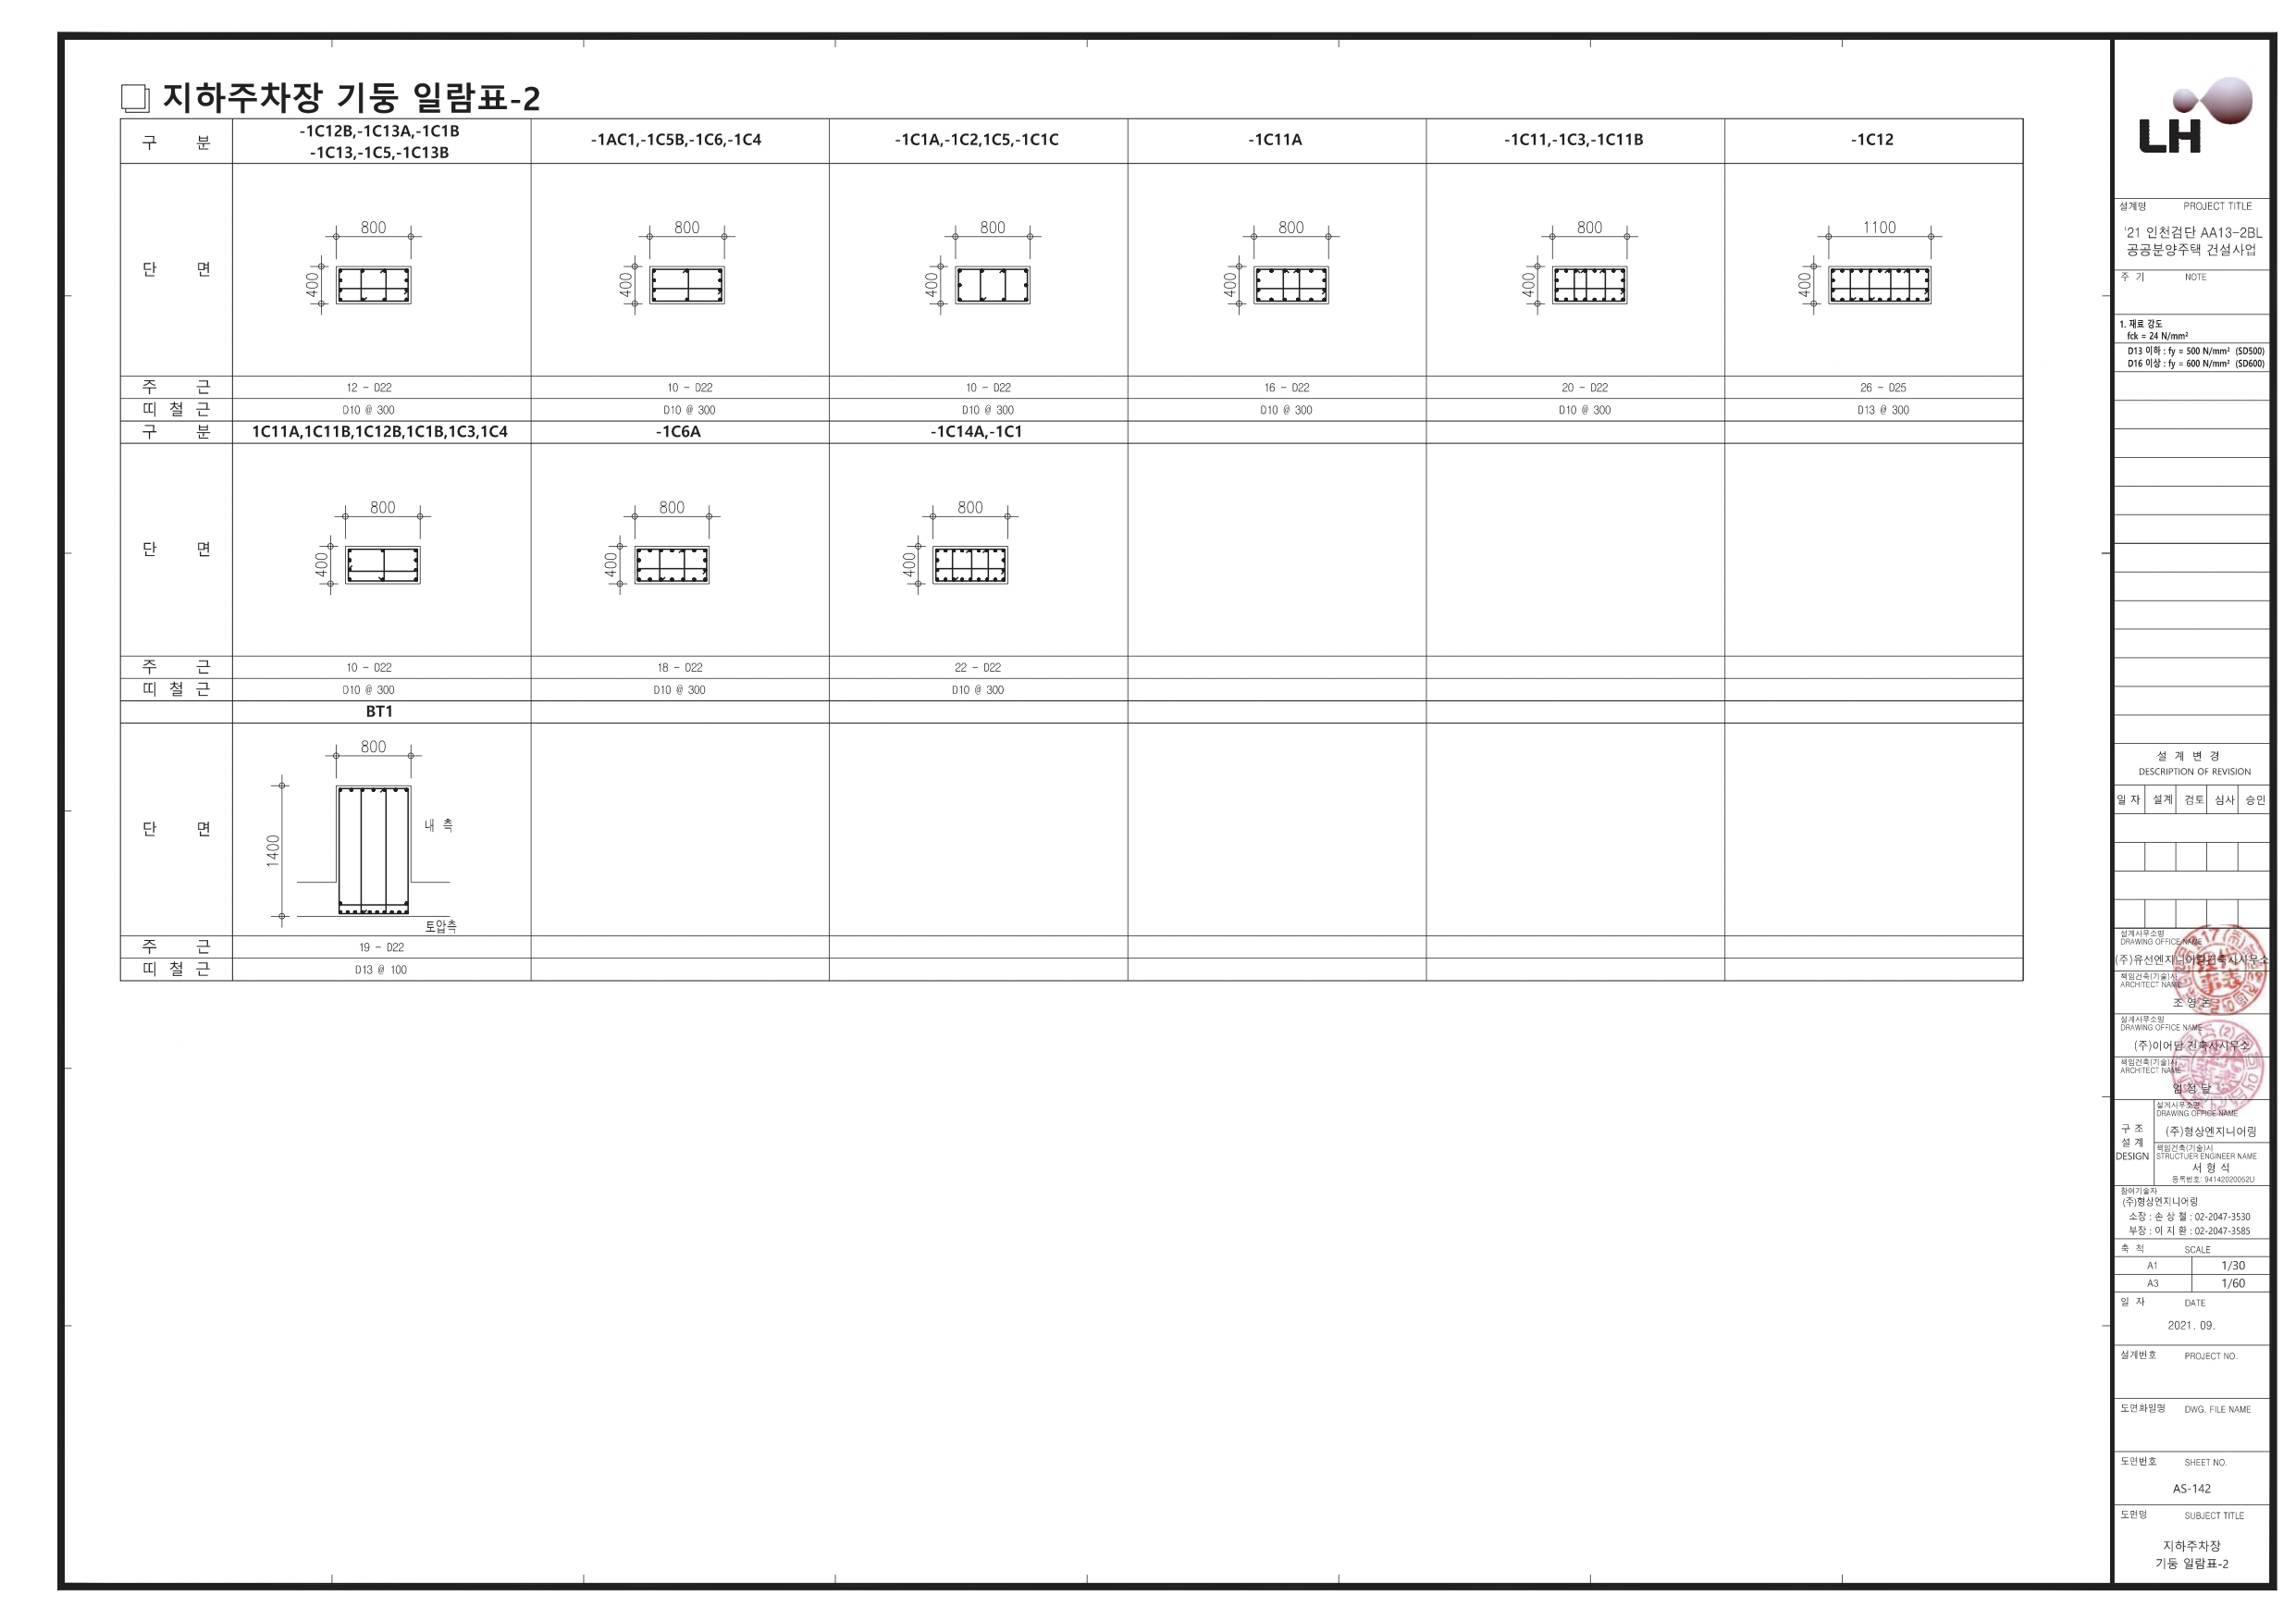 지하주차장 기둥 일람표-2
구 분
-1C12B,-1C13A,-1C1B
-1C13,-1C5,-1C13B
-1AC1,-1C5B,-1C6,-1C4
-1C1A,-1C2,1C5,-1C1C
-1C11A
-1C11,-1C3,-1C11B
-1C12
단 면
800
400
800
400
800
400
800
400
800
400
1100
400
주 근
12 - D22
10 - D22
10 - D22
16 - D22
20 - D22
26 - D25
띠 철 근
D10 @ 300
D10 @ 300
D10 @ 300
D10 @ 300
D10 @ 300
D13 @ 300
구 분
1C11A,1C11B,1C12B,1C1B,1C3,1C4
-1C6A
-1C14A,-1C1
단 면
800
400
800
400
800
400
주 근
10 - D22
18 - D22
22 - D22
띠 철 근
D10 @ 300
D10 @ 300
D10 @ 300
BT1
단 면
800
1400
내 측
토압측
주 근
19 - D22
띠 철 근
D13 @ 100
LH
설계명 PROJECT TITLE
'21 인천검단 AA13-2BL
공공분양주택 건설사업
주 기 NOTE
1. 재료 강도
fck = 24 N/mm²
D13 이하 : fy = 500 N/mm² (SD500)
D16 이상 : fy = 600 N/mm² (SD600)
설 계 변 경
DESCRIPTION OF REVISION
일 자 설계 검토 심사 승인
설계사무소명
DRAWING OFFICE NAME
(주)유선엔지니어링건축사사무소
책임건축(기술)사
ARCHITECT NAME
조 영 돈
설계사무소명
DRAWING OFFICE NAME
(주)이어담 건축사사무소
책임건축(기술)사
ARCHITECT NAME
엄 정 달
구 조
설 계
DESIGN
설계사무소명
DRAWING OFFICE NAME
(주)형상엔지니어링
책임건축(기술)사
STRUCTUER ENGINEER NAME
서 형 석
등록번호: 94142020052U
참여기술자
(주)형상엔지니어링
소장 : 손 상 철 : 02-2047-3530
부장 : 이 지 환 : 02-2047-3585
축 척 SCALE
A1 1/30
A3 1/60
일 자 DATE
2021. 09.
설계번호 PROJECT NO.
도면화일명 DWG. FILE NAME
도면번호 SHEET NO.
AS-142
도면명 SUBJECT TITLE
지하주차장
기둥 일람표-2